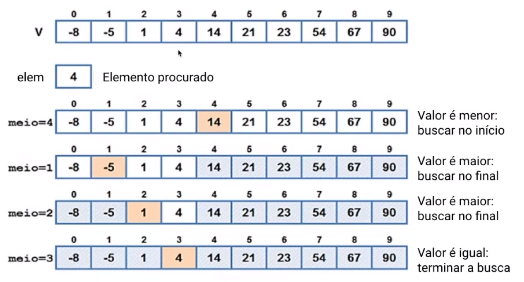 0 1 2 3 4 5 6 7 8 9
V -8 -5 1 4 14 21 23 54 67 90
elem 4 Elemento procurado
0 1 2 3 4 5 6 7 8 9
meio=4 -8 -5 1 4 14 21 23 54 67 90 Valor é menor:
buscar no início
0 1 2 3 4 5 6 7 8 9
meio=1 -8 -5 1 4 14 21 23 54 67 90 Valor é maior:
buscar no final
0 1 2 3 4 5 6 7 8 9
meio=2 -8 -5 1 4 14 21 23 54 67 90 Valor é maior:
buscar no final
0 1 2 3 4 5 6 7 8 9
meio=3 -8 -5 1 4 14 21 23 54 67 90 Valor é igual:
terminar a busca